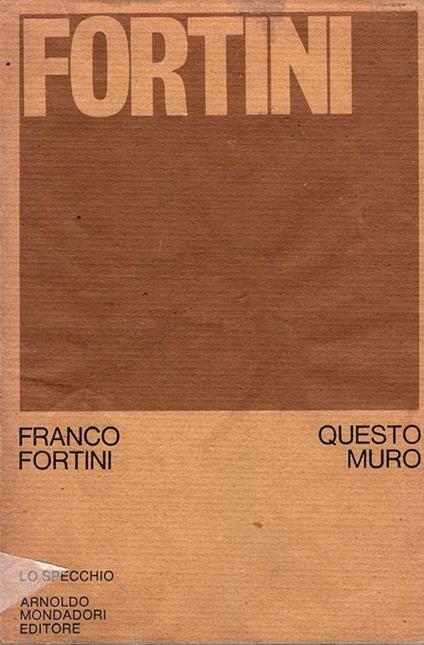 FORTINI
FRANCO
FORTINI
QUESTO
MURO
LO SPECCHIO
ARNOLDO
MONDADORI
EDITORE